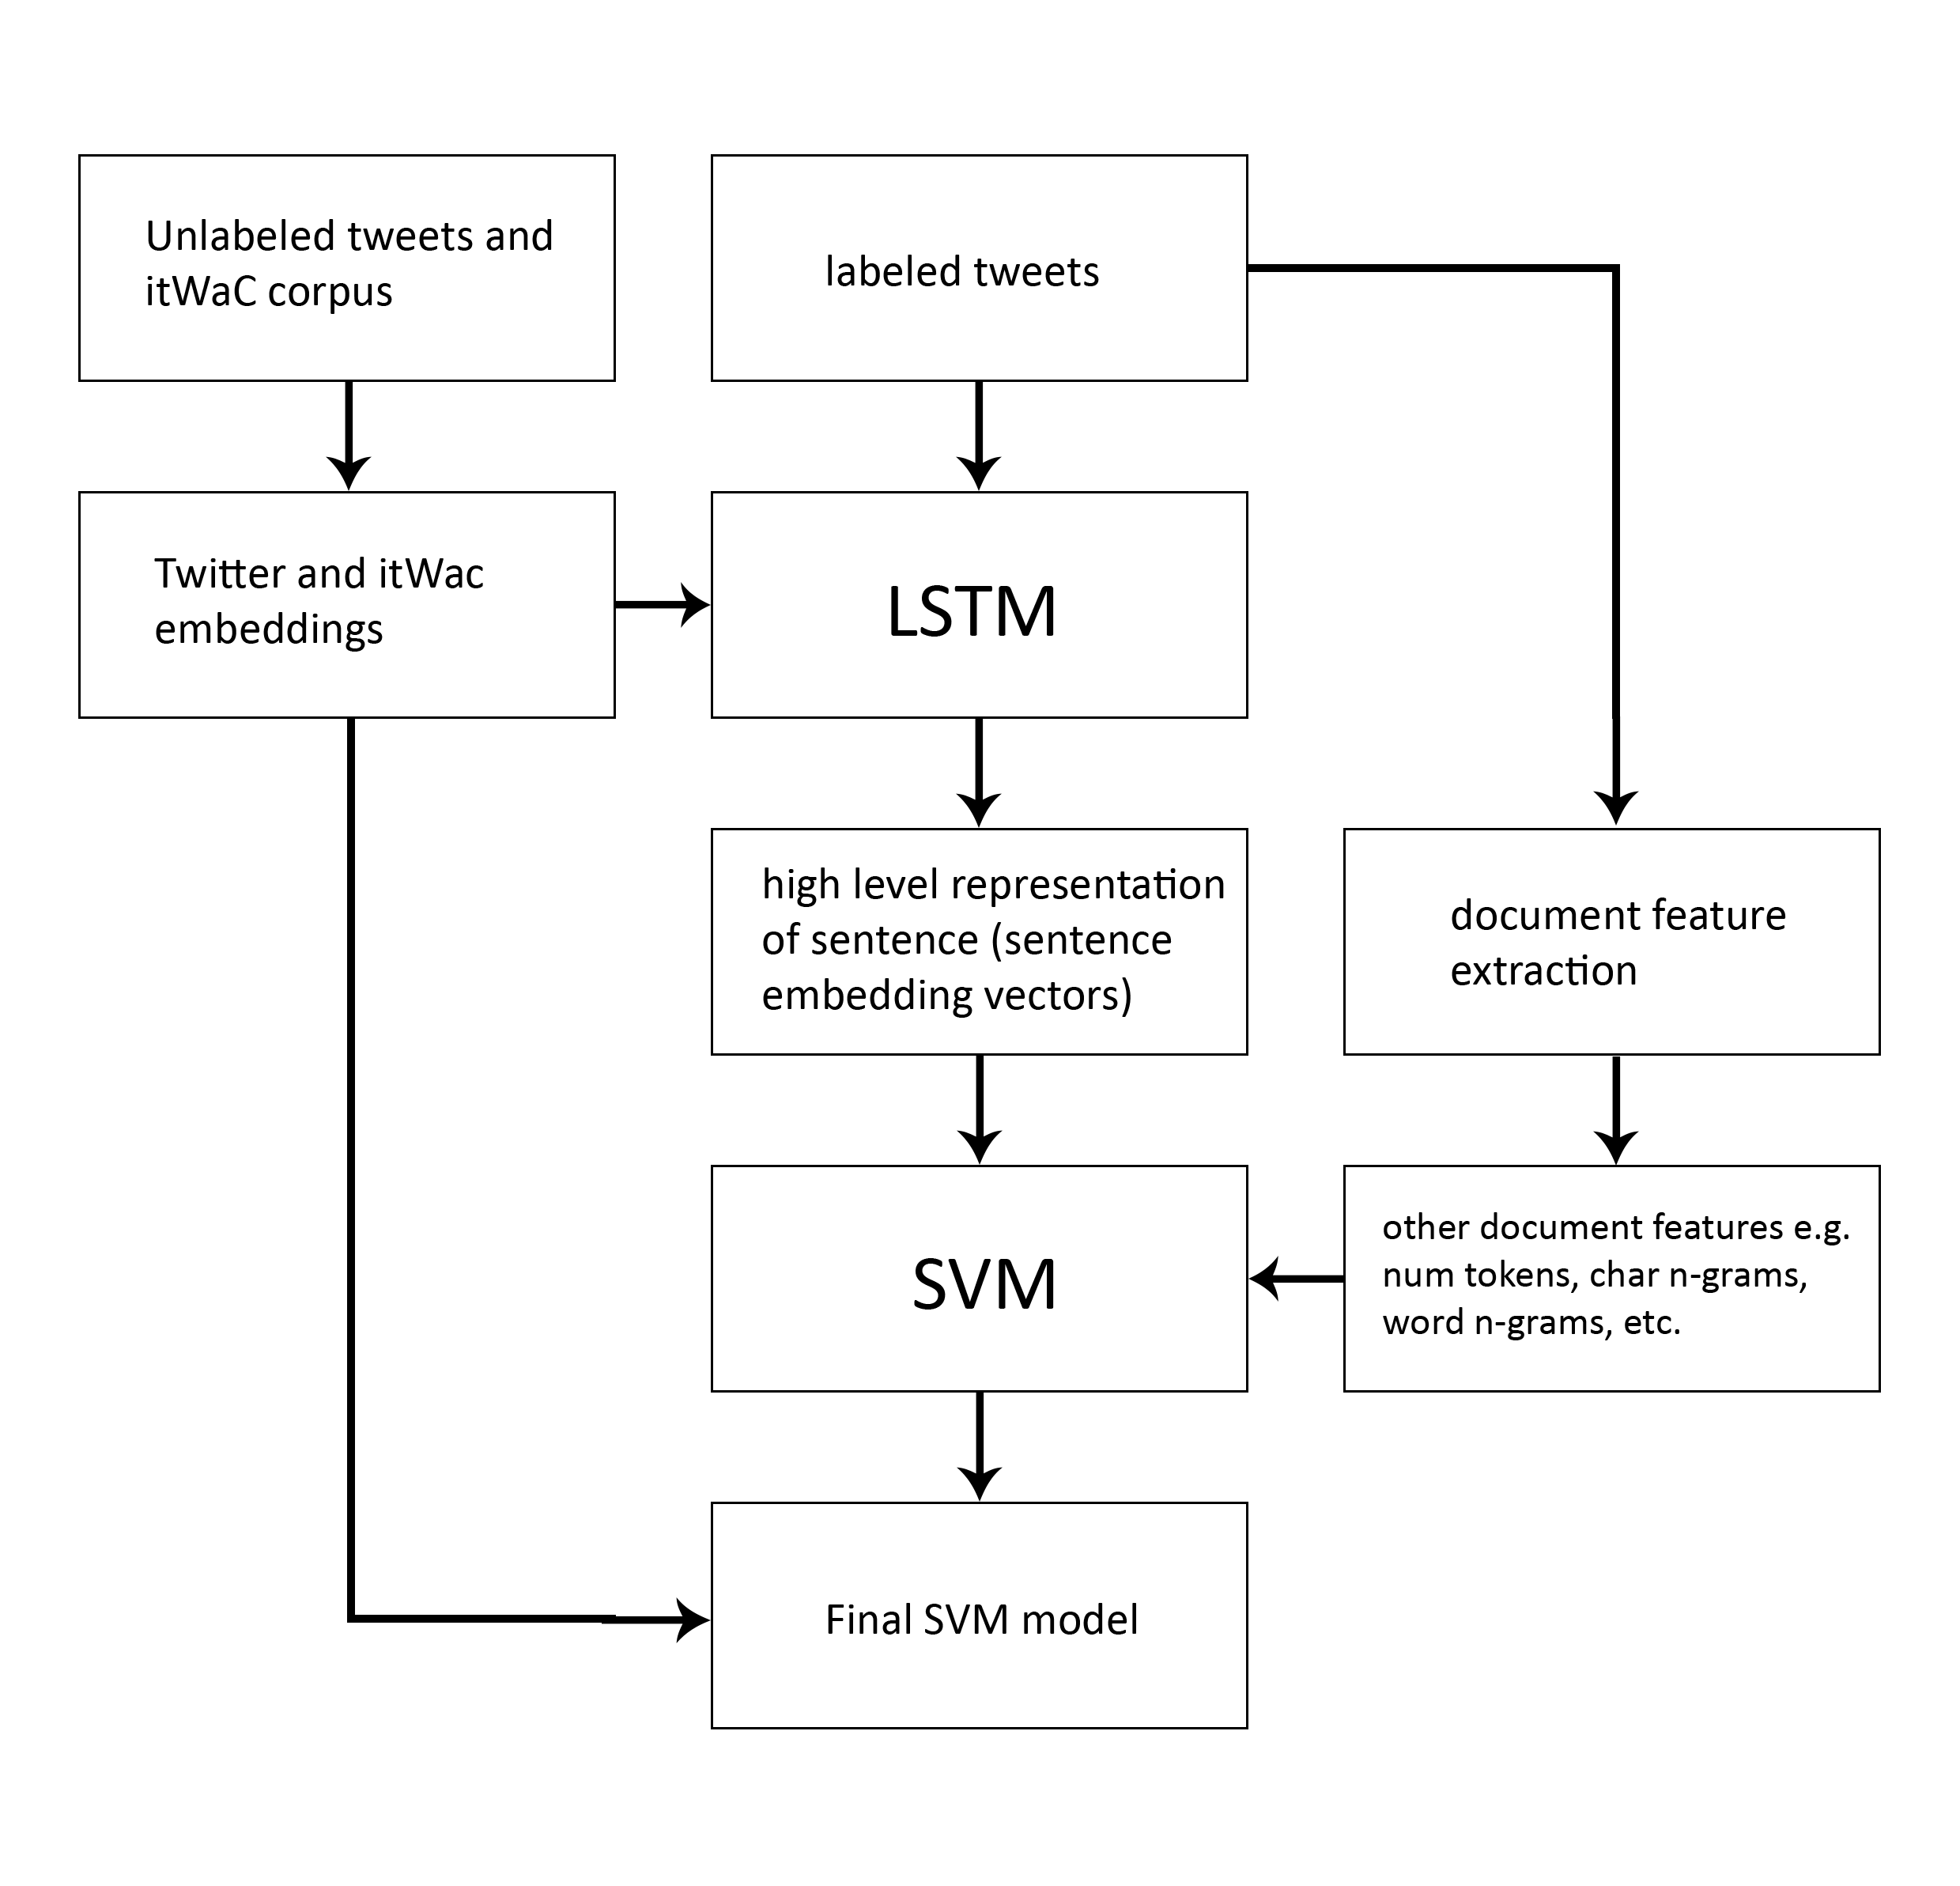 Unlabeled tweets and
itWaC corpus
labeled tweets
Twitter and itWac
embeddings
LSTM
high level representation
of sentence (sentence
embedding vectors)
document feature
extraction
SVM
other document features e.g.
num tokens, char n-grams,
word n-grams, etc.
Final SVM model